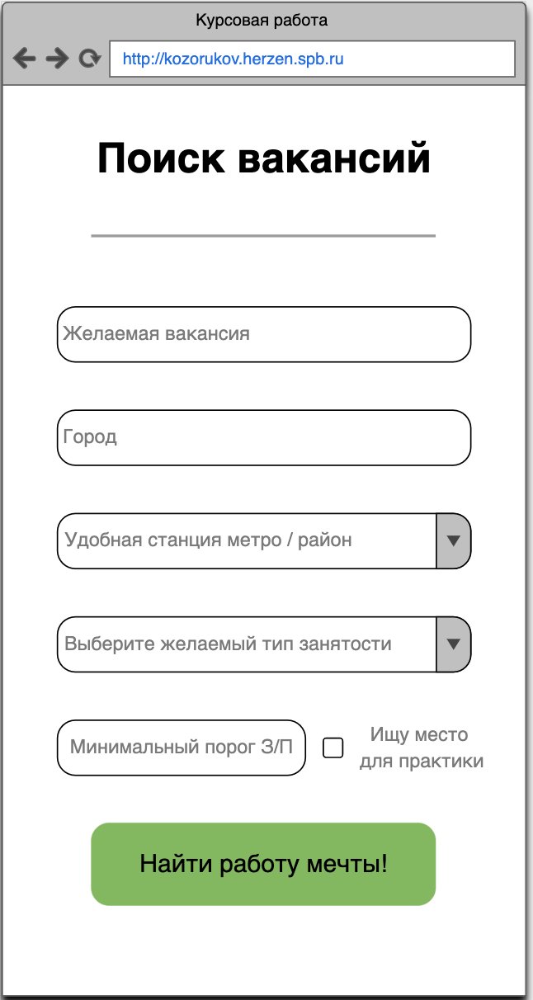 Курсовая работа
http://kozorukov.herzen.spb.ru
Поиск вакансий
Желаемая вакансия
Город
Удобная станция метро / район
Выберите желаемый тип занятости
Минимальный порог З/П
Ищу место
для практики
Найти работу мечты!